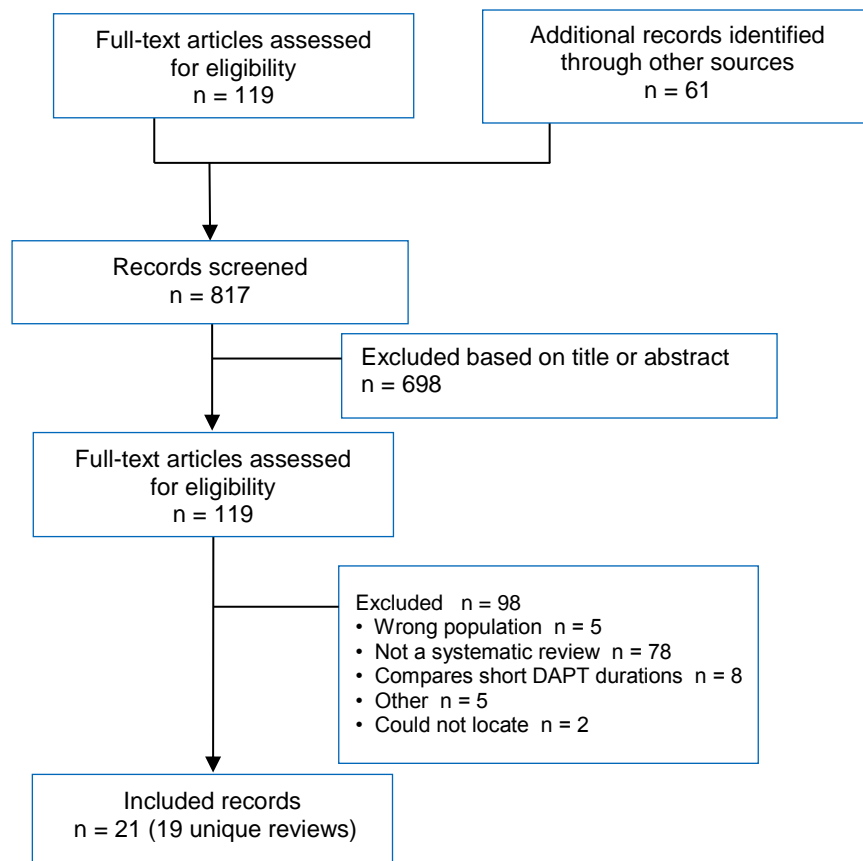 Full-text articles assessed
for eligibility
n = 119
Additional records identified
through other sources
n = 61
Records screened
n = 817
Excluded based on title or abstract
n = 698
Full-text articles assessed
for eligibility
n = 119
Excluded n = 98
• Wrong population n = 5
• Not a systematic review n = 78
• Compares short DAPT durations n = 8
• Other n = 5
• Could not locate n = 2
Included records
n = 21 (19 unique reviews)